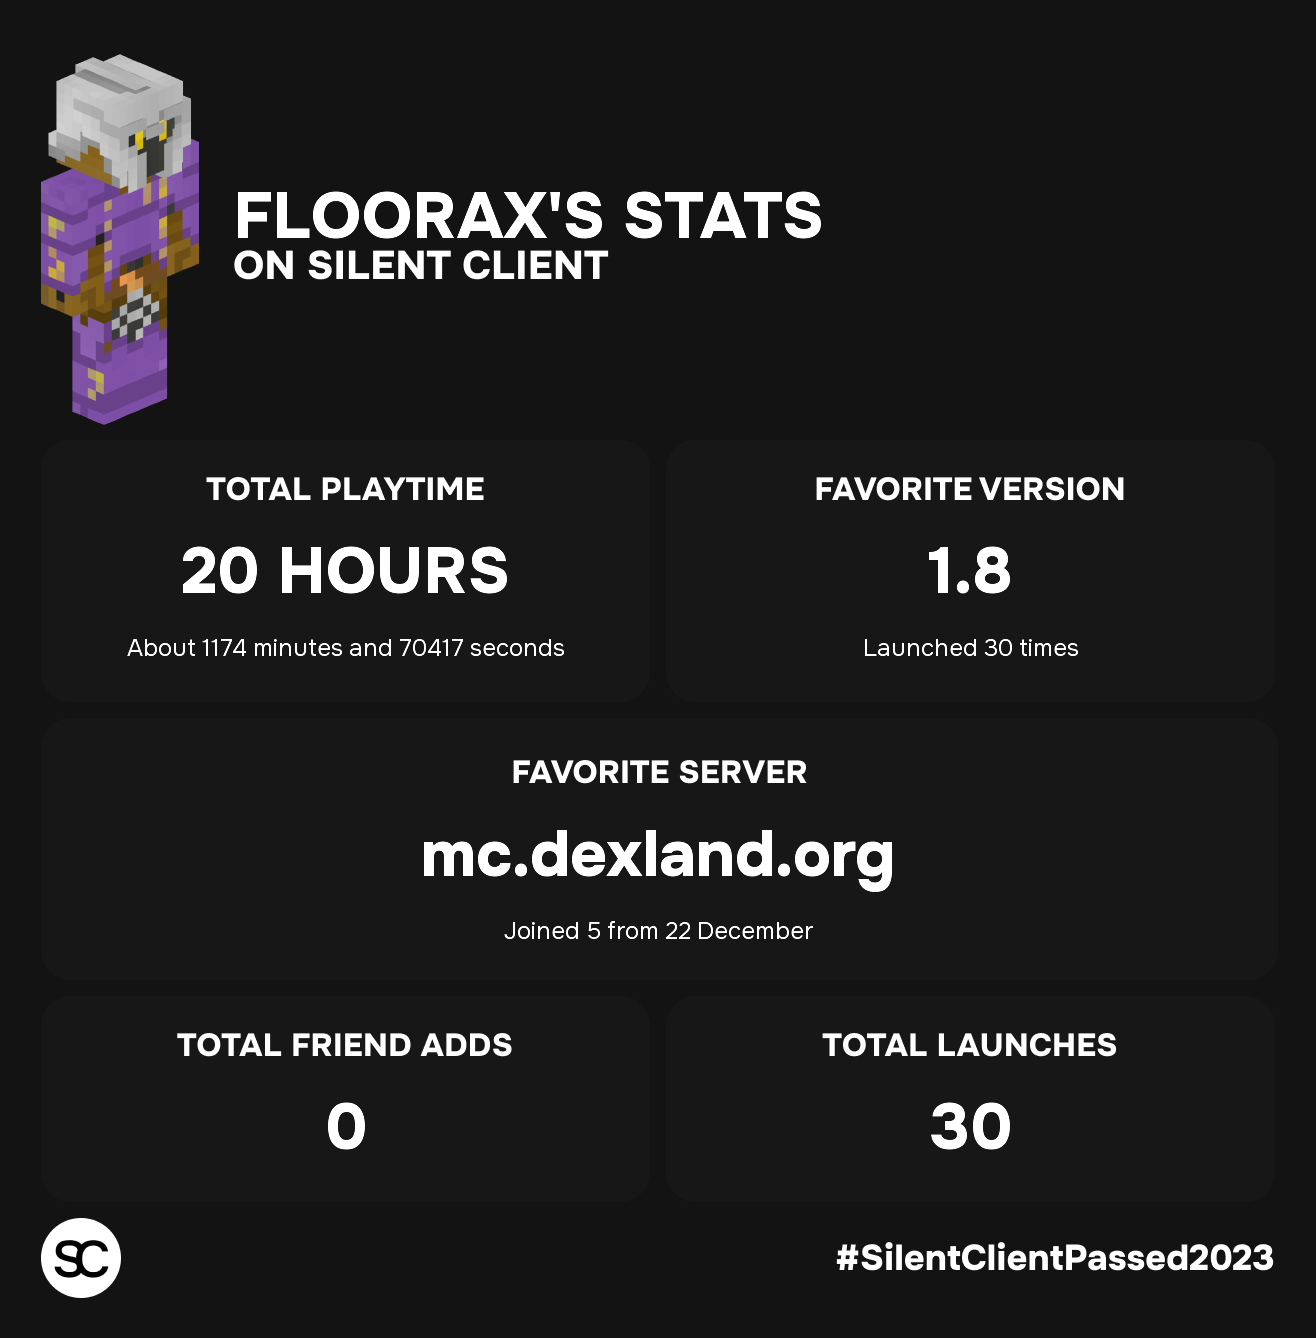 FLOORAX'S STATS
ON SILENT CLIENT
TOTAL PLAYTIME
20 HOURS
About 1174 minutes and 70417 seconds
FAVORITE VERSION
1.8
Launched 30 times
FAVORITE SERVER
mc.dexland.org
Joined 5 from 22 December
TOTAL FRIEND ADDS
0
TOTAL LAUNCHES
30
SC
#SilentClientPassed2023